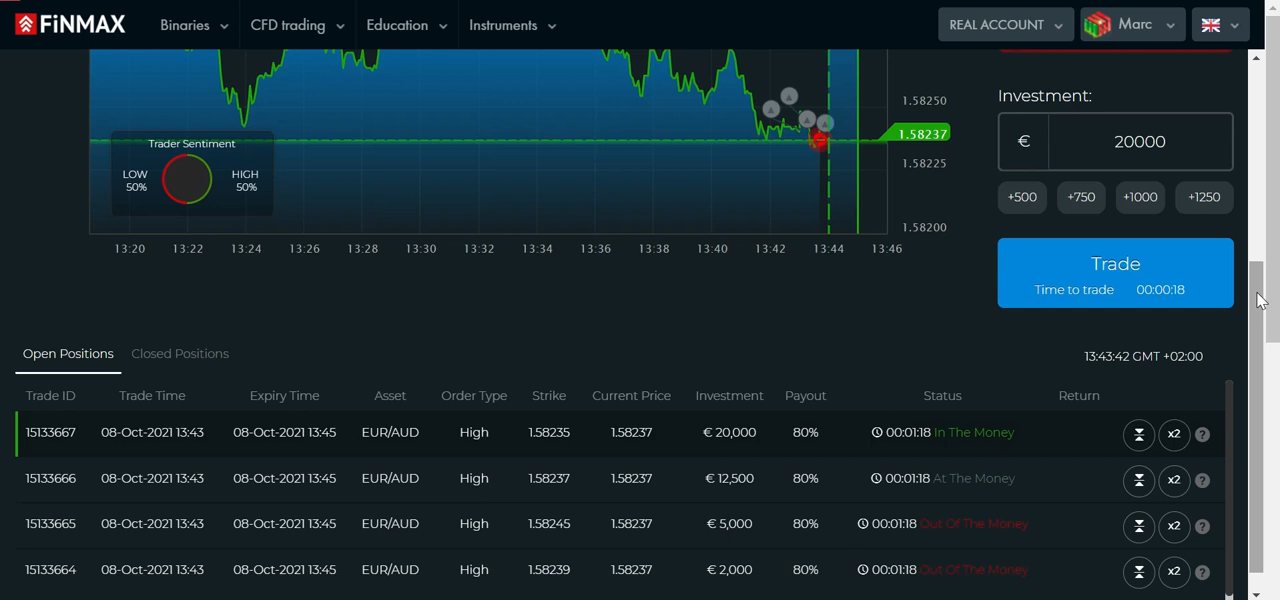 FiNMAX Binaries CFD trading Education Instruments REAL ACCOUNT Marc
Investment:
1.58250
1.58237
€ 20000
Trader Sentiment
1.58225
LOW HIGH
50% 50%
+500 +750 +1000 +1250
1.58200
13:20 13:22 13:24 13:26 13:28 13:30 13:32 13:34 13:36 13:38 13:40 13:42 13:44 13:46
Trade
Time to trade 00:00:18
Open Positions Closed Positions 13:43:42 GMT +02:00
Trade ID Trade Time Expiry Time Asset Order Type Strike Current Price Investment Payout Status Return
15133667 08-Oct-2021 13:43 08-Oct-2021 13:45 EUR/AUD High 1.58235 1.58237 € 20,000 80% 00:01:18 In The Money x2 ?
15133666 08-Oct-2021 13:43 08-Oct-2021 13:45 EUR/AUD High 1.58237 1.58237 € 12,500 80% 00:01:18 At The Money x2 ?
15133665 08-Oct-2021 13:43 08-Oct-2021 13:45 EUR/AUD High 1.58245 1.58237 € 5,000 80% 00:01:18 Out Of The Money x2 ?
15133664 08-Oct-2021 13:43 08-Oct-2021 13:45 EUR/AUD High 1.58239 1.58237 € 2,000 80% 00:01:18 Out Of The Money x2 ?